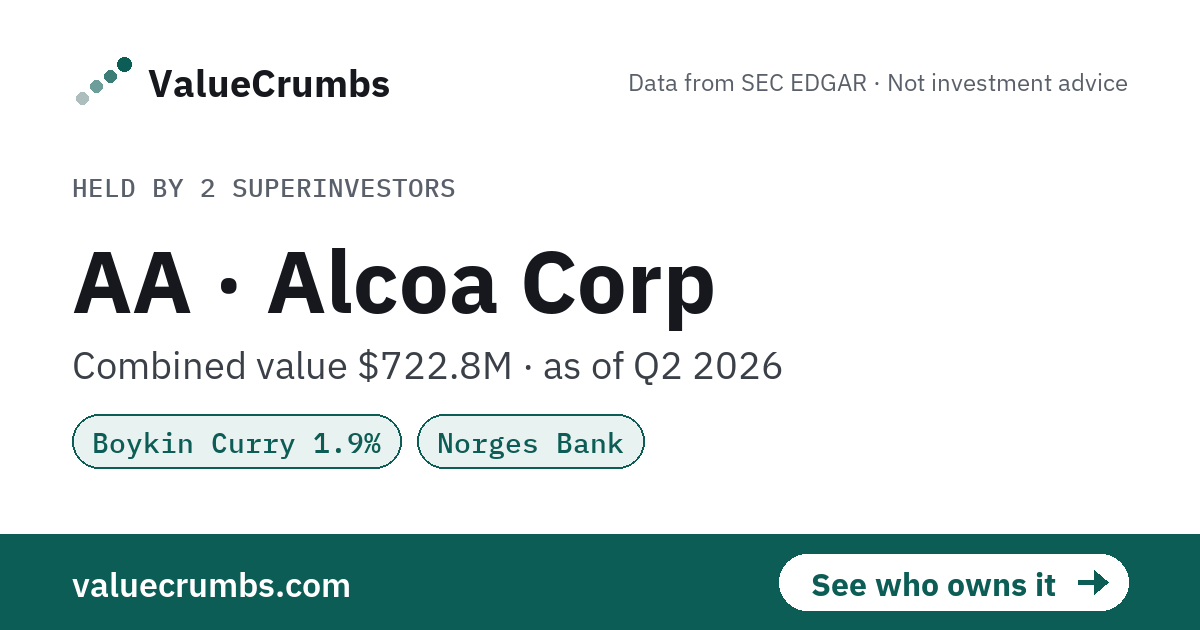 ValueCrumbs
Data from SEC EDGAR · Not investment advice
HELD BY 2 SUPERINVESTORS
AA · Alcoa Corp
Combined value $722.8M · as of Q2 2026
Boykin Curry 1.9%
Norges Bank
valuecrumbs.com
See who owns it →